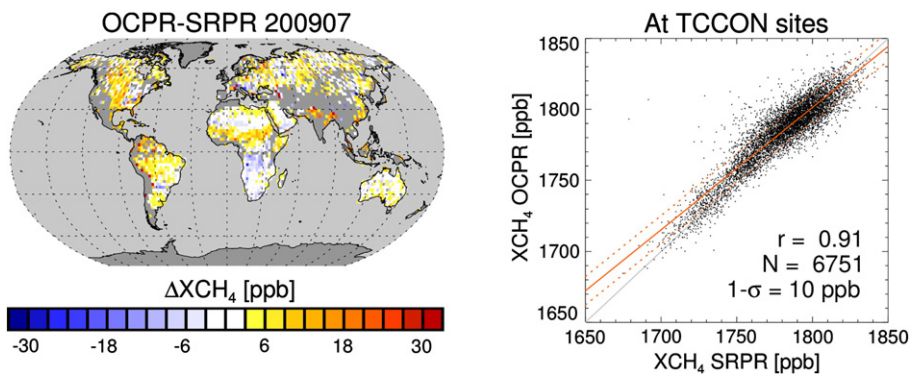 OCPR-SRPR 200907
ΔXCH₄ [ppb]
-30 -18 -6 6 18 30
At TCCON sites
XCH₄ OCPR [ppb]
1850
1800
1750
1700
1650
r = 0.91
N = 6751
1-σ = 10 ppb
1650 1700 1750 1800 1850
XCH₄ SRPR [ppb]